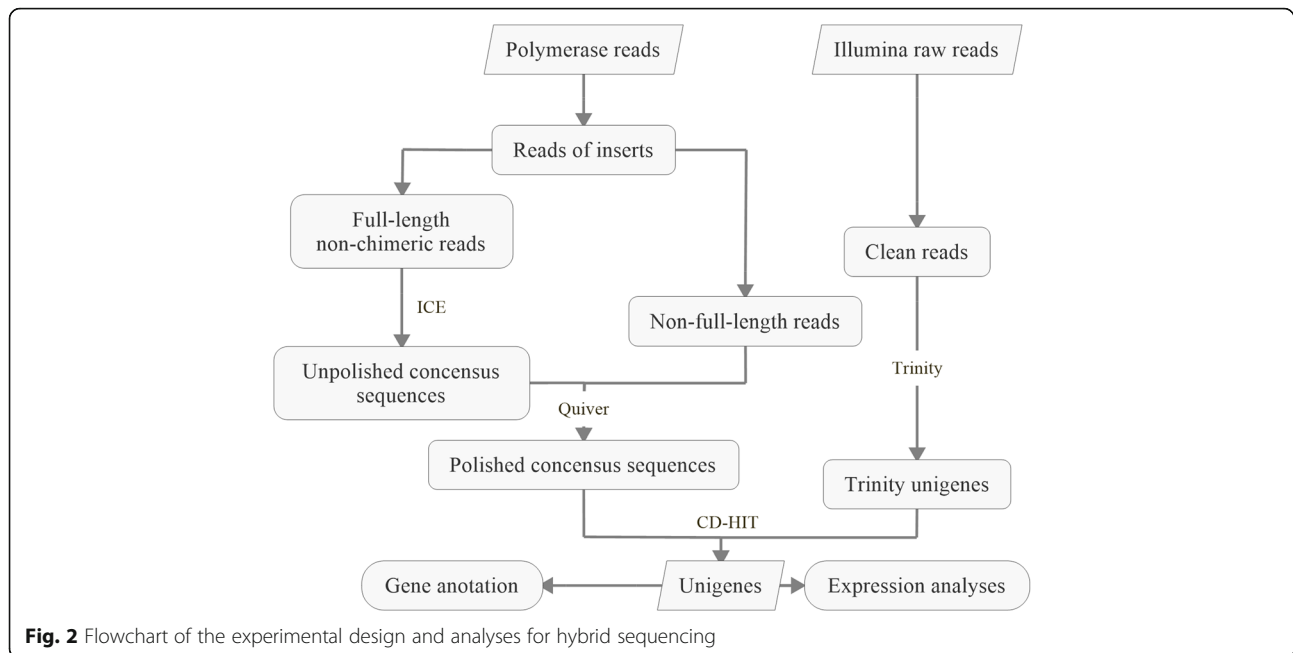 Polymerase reads
Illumina raw reads
Reads of inserts
Full-length
non-chimeric reads
Clean reads
ICE
Non-full-length reads
Unpolished concensus
sequences
Trinity
Quiver
Polished concensus sequences
Trinity unigenes
CD-HIT
Gene anotation
Unigenes
Expression analyses
Fig. 2 Flowchart of the experimental design and analyses for hybrid sequencing